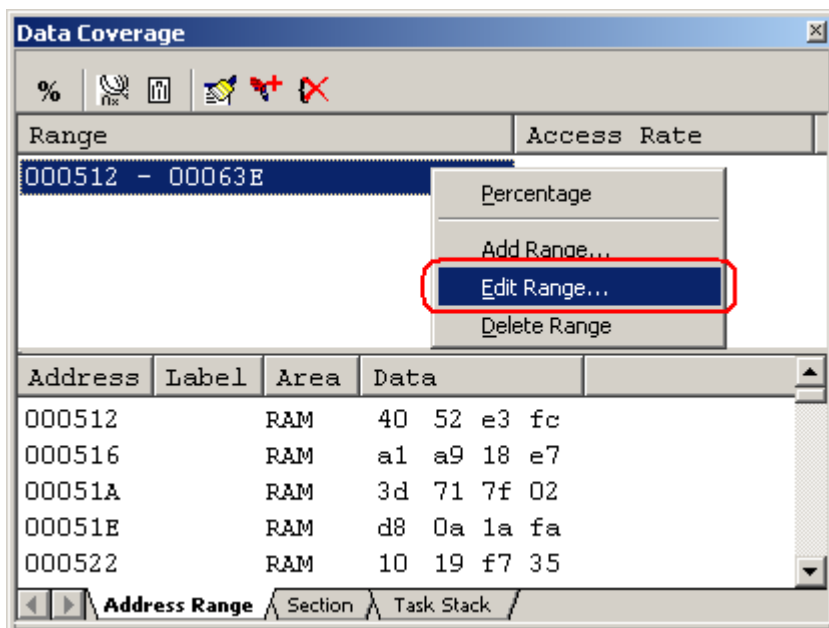 Data Coverage
%
Range Access Rate
000512 - 00063E
Percentage
Add Range...
Edit Range...
Delete Range
Address Label Area Data
000512 RAM 40 52 e3 fc
000516 RAM a1 a9 18 e7
00051A RAM 3d 71 7f 02
00051E RAM d8 0a 1a fa
000522 RAM 10 19 f7 35
Address Range Section Task Stack